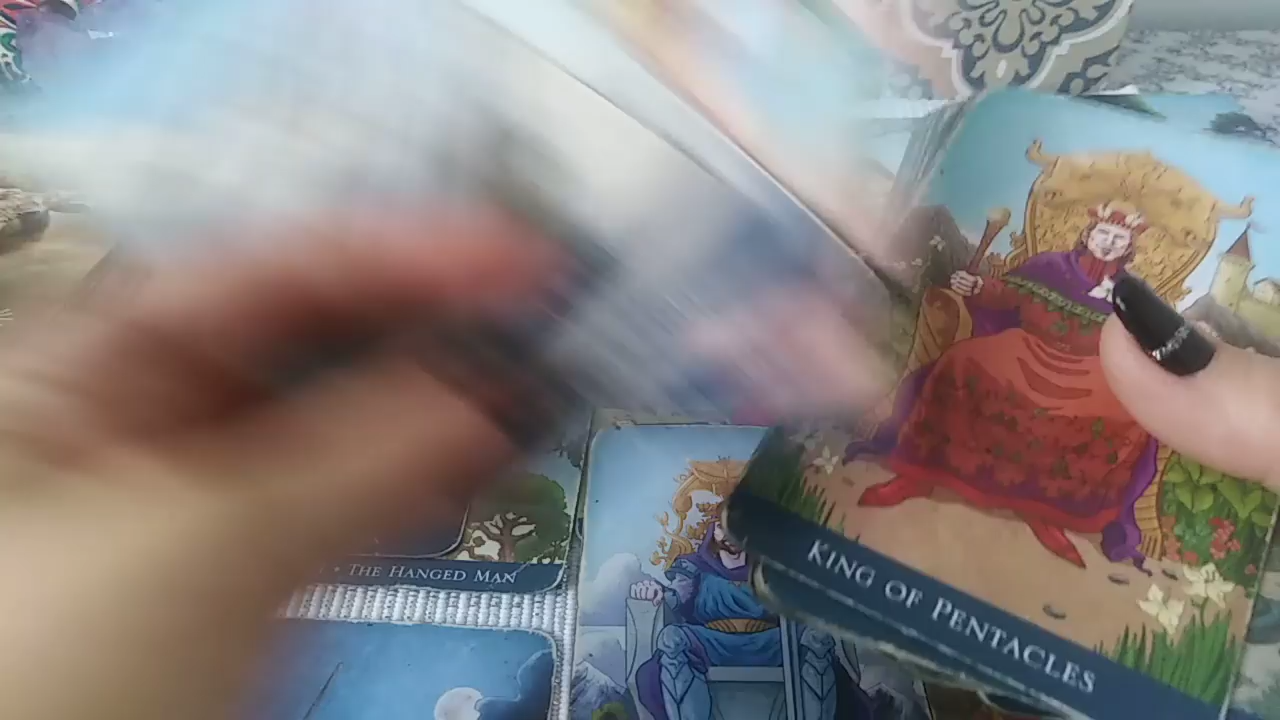 • THE HANGED MAN
KING OF PENTACLES